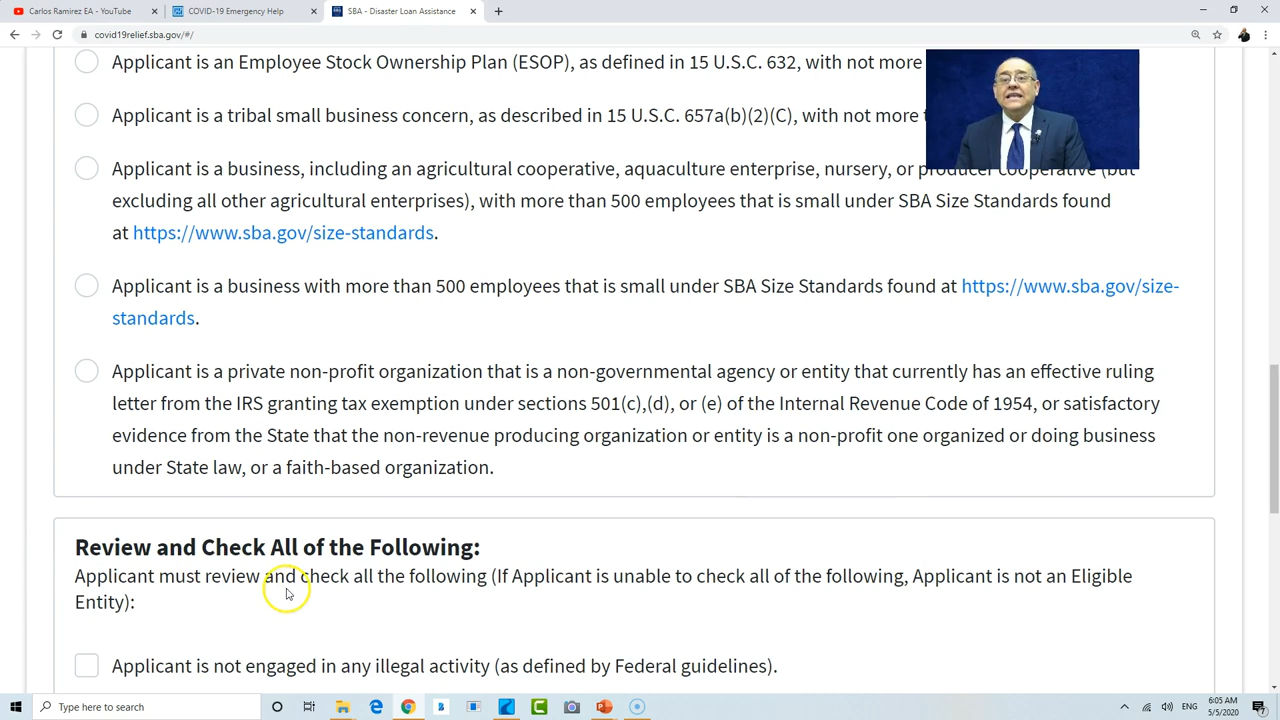 Carlos Ramirez EA - YouTube
COVID-19 Emergency Help
SBA - Disaster Loan Assistance
covid19relief.sba.gov/#/
Applicant is an Employee Stock Ownership Plan (ESOP), as defined in 15 U.S.C. 632, with not more
Applicant is a tribal small business concern, as described in 15 U.S.C. 657a(b)(2)(C), with not more
Applicant is a business, including an agricultural cooperative, aquaculture enterprise, nursery, or producer cooperative (but
excluding all other agricultural enterprises), with more than 500 employees that is small under SBA Size Standards found
at https://www.sba.gov/size-standards.
Applicant is a business with more than 500 employees that is small under SBA Size Standards found at https://www.sba.gov/size-
standards.
Applicant is a private non-profit organization that is a non-governmental agency or entity that currently has an effective ruling
letter from the IRS granting tax exemption under sections 501(c),(d), or (e) of the Internal Revenue Code of 1954, or satisfactory
evidence from the State that the non-revenue producing organization or entity is a non-profit one organized or doing business
under State law, or a faith-based organization.
Review and Check All of the Following:
Applicant must review and check all the following (If Applicant is unable to check all of the following, Applicant is not an Eligible
Entity):
Applicant is not engaged in any illegal activity (as defined by Federal guidelines).
Type here to search
ENG
6:05 AM
5/5/2020